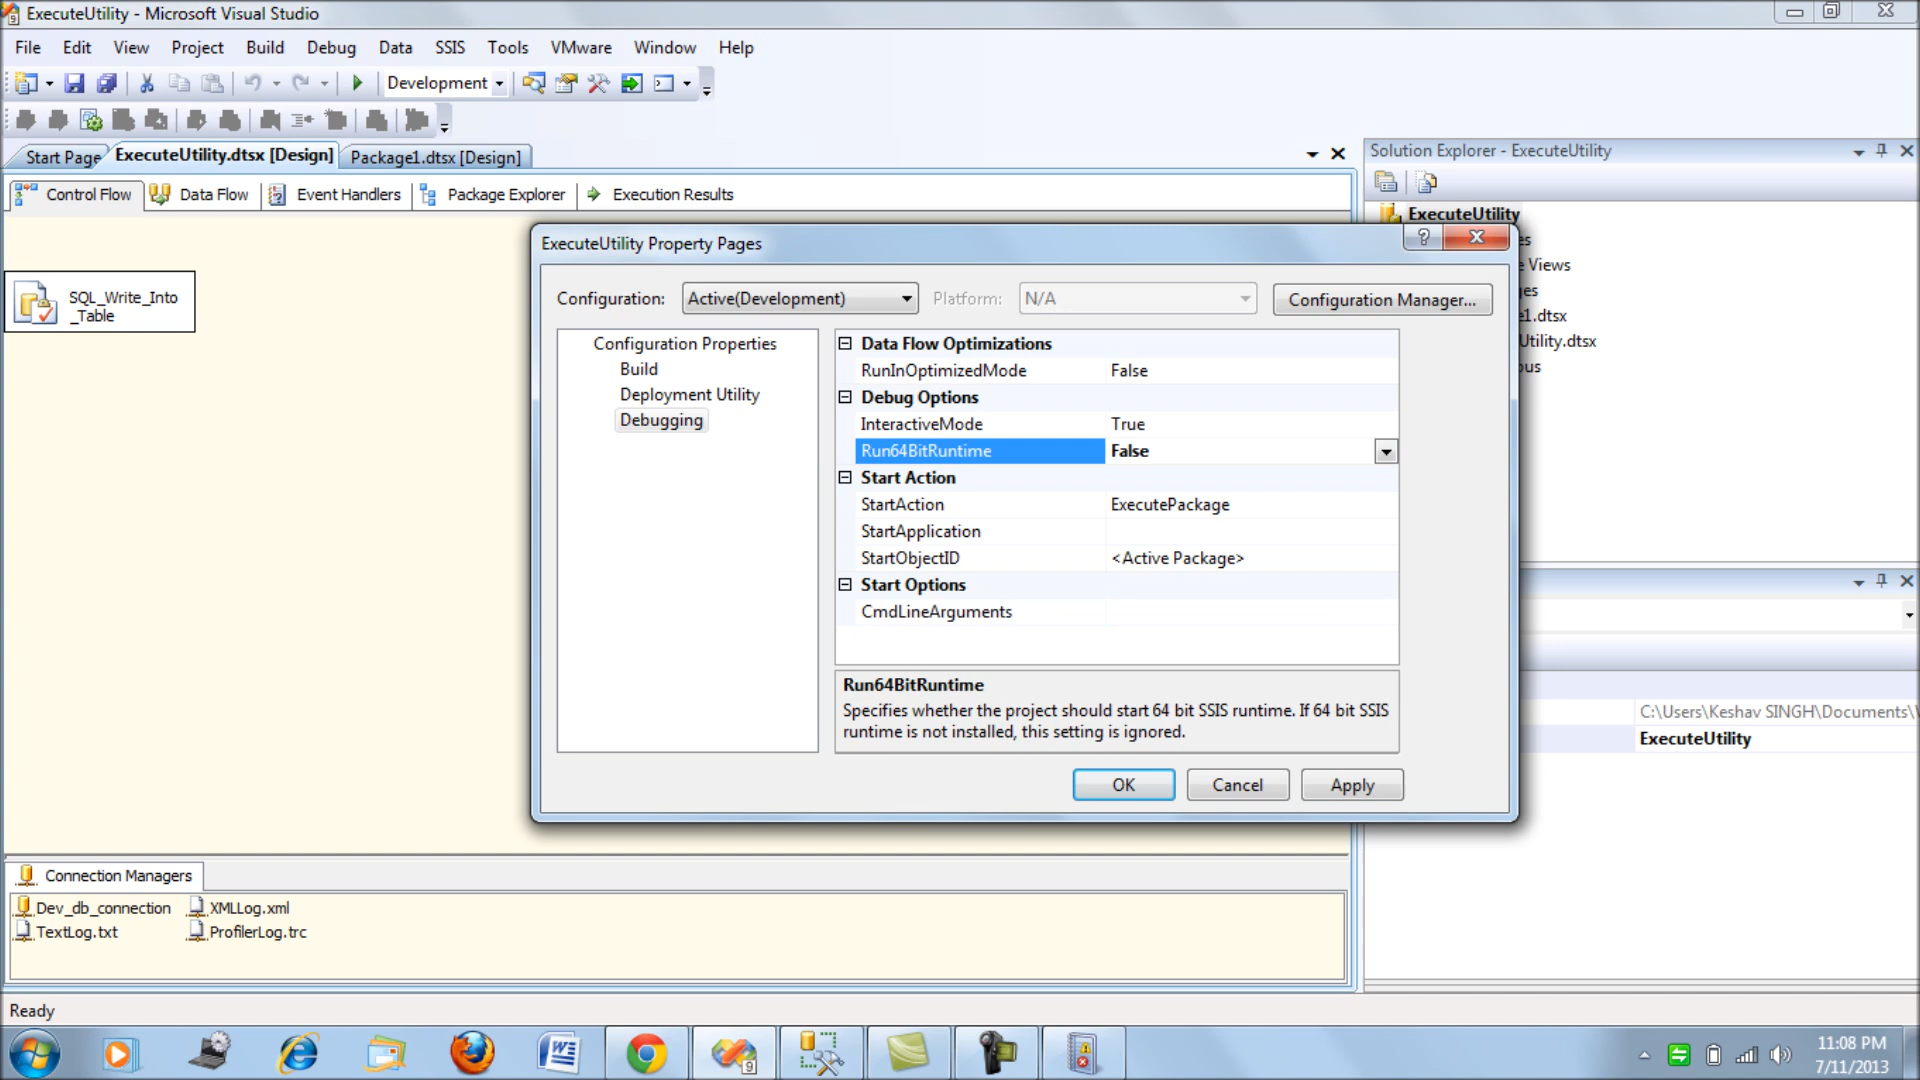 ExecuteUtility - Microsoft Visual Studio
File Edit View Project Build Debug Data SSIS Tools VMware Window Help
Development
Start Page ExecuteUtility.dtsx [Design] Package1.dtsx [Design]
Solution Explorer - ExecuteUtility
Control Flow Data Flow Event Handlers Package Explorer Execution Results
ExecuteUtility
es
ExecuteUtility Property Pages
e Views
es
e1.dtsx
Utility.dtsx
ous
SQL_Write_Into
_Table
Configuration: Active(Development) Platform: N/A Configuration Manager...
Configuration Properties
Build
Deployment Utility
Debugging
Data Flow Optimizations
RunInOptimizedMode False
Debug Options
InteractiveMode True
Run64BitRuntime False
Start Action
StartAction ExecutePackage
StartApplication
StartObjectID <Active Package>
Start Options
CmdLineArguments
Run64BitRuntime
Specifies whether the project should start 64 bit SSIS runtime. If 64 bit SSIS
runtime is not installed, this setting is ignored.
OK Cancel Apply
C:\Users\Keshav SINGH\Documents\
ExecuteUtility
Connection Managers
Dev_db_connection XMLLog.xml
TextLog.txt ProfilerLog.trc
Ready
9
11:08 PM
7/11/2013